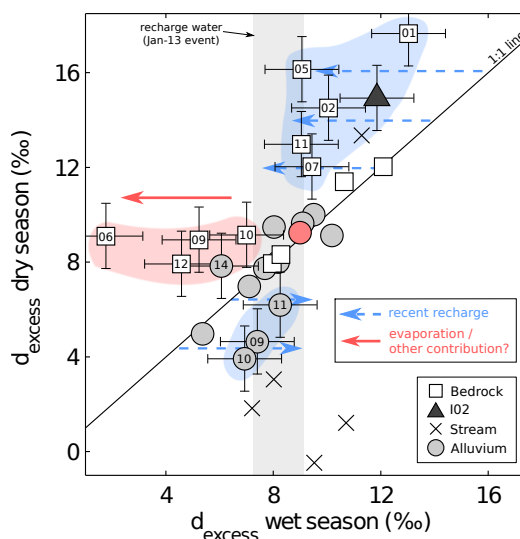 recharge water
(Jan-13 event)
1:1 line
01
05
02
11
07
06
09
10
12
14
11
09
10
recent recharge
evaporation /
other contribution?
Bedrock
I02
Stream
Alluvium
16
12
8
4
0
4
8
12
16
d_excess dry season (‰)
d_excess wet season (‰)